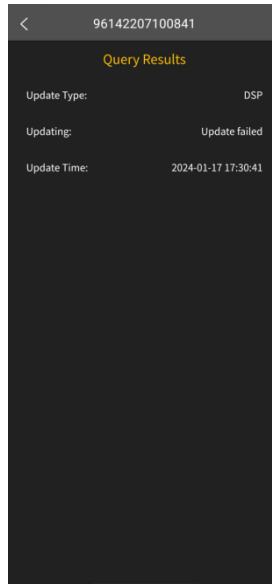 96142207100841
Query Results
Update Type: DSP
Updating: Update failed
Update Time: 2024-01-17 17:30:41